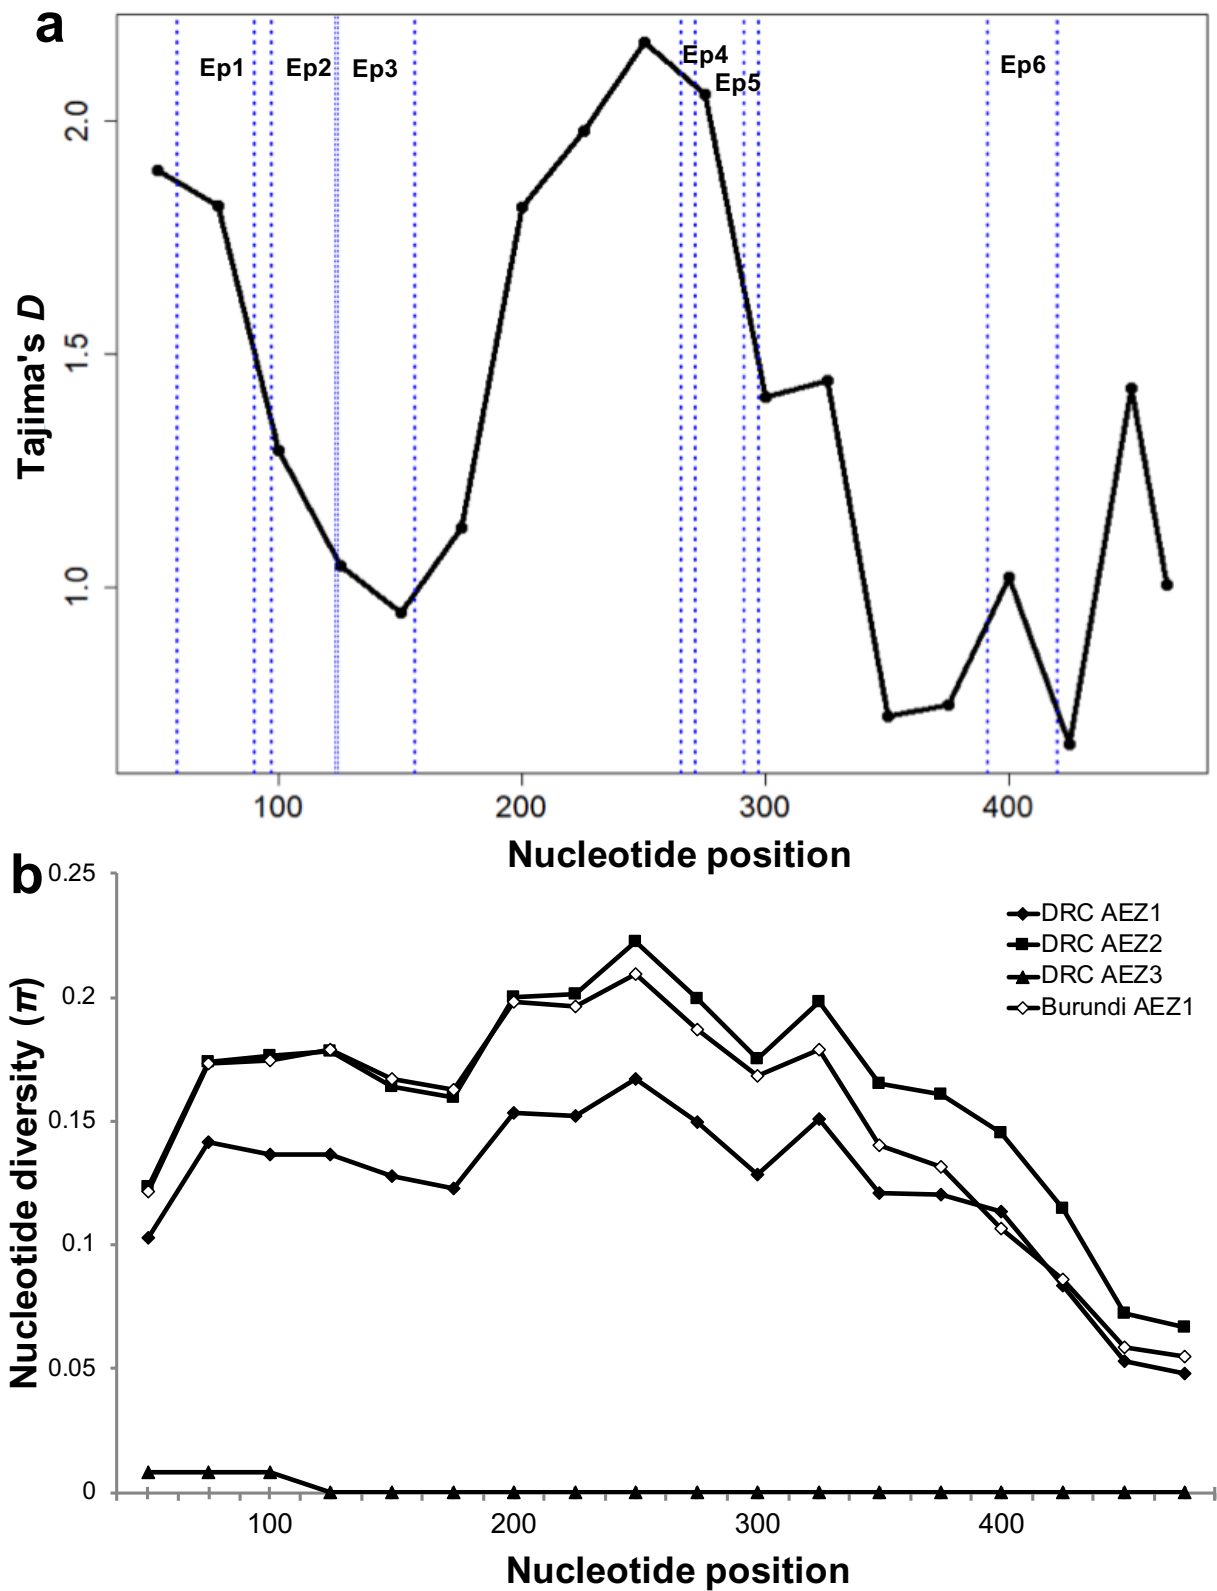 a
Ep1 Ep2 Ep3 Ep4 Ep5 Ep6
2.0
1.5
1.0
Tajima's D
100 200 300 400
Nucleotide position
b
0.25
0.2
0.15
0.1
0.05
0
Nucleotide diversity (π)
DRC AEZ1
DRC AEZ2
DRC AEZ3
Burundi AEZ1
100 200 300 400
Nucleotide position